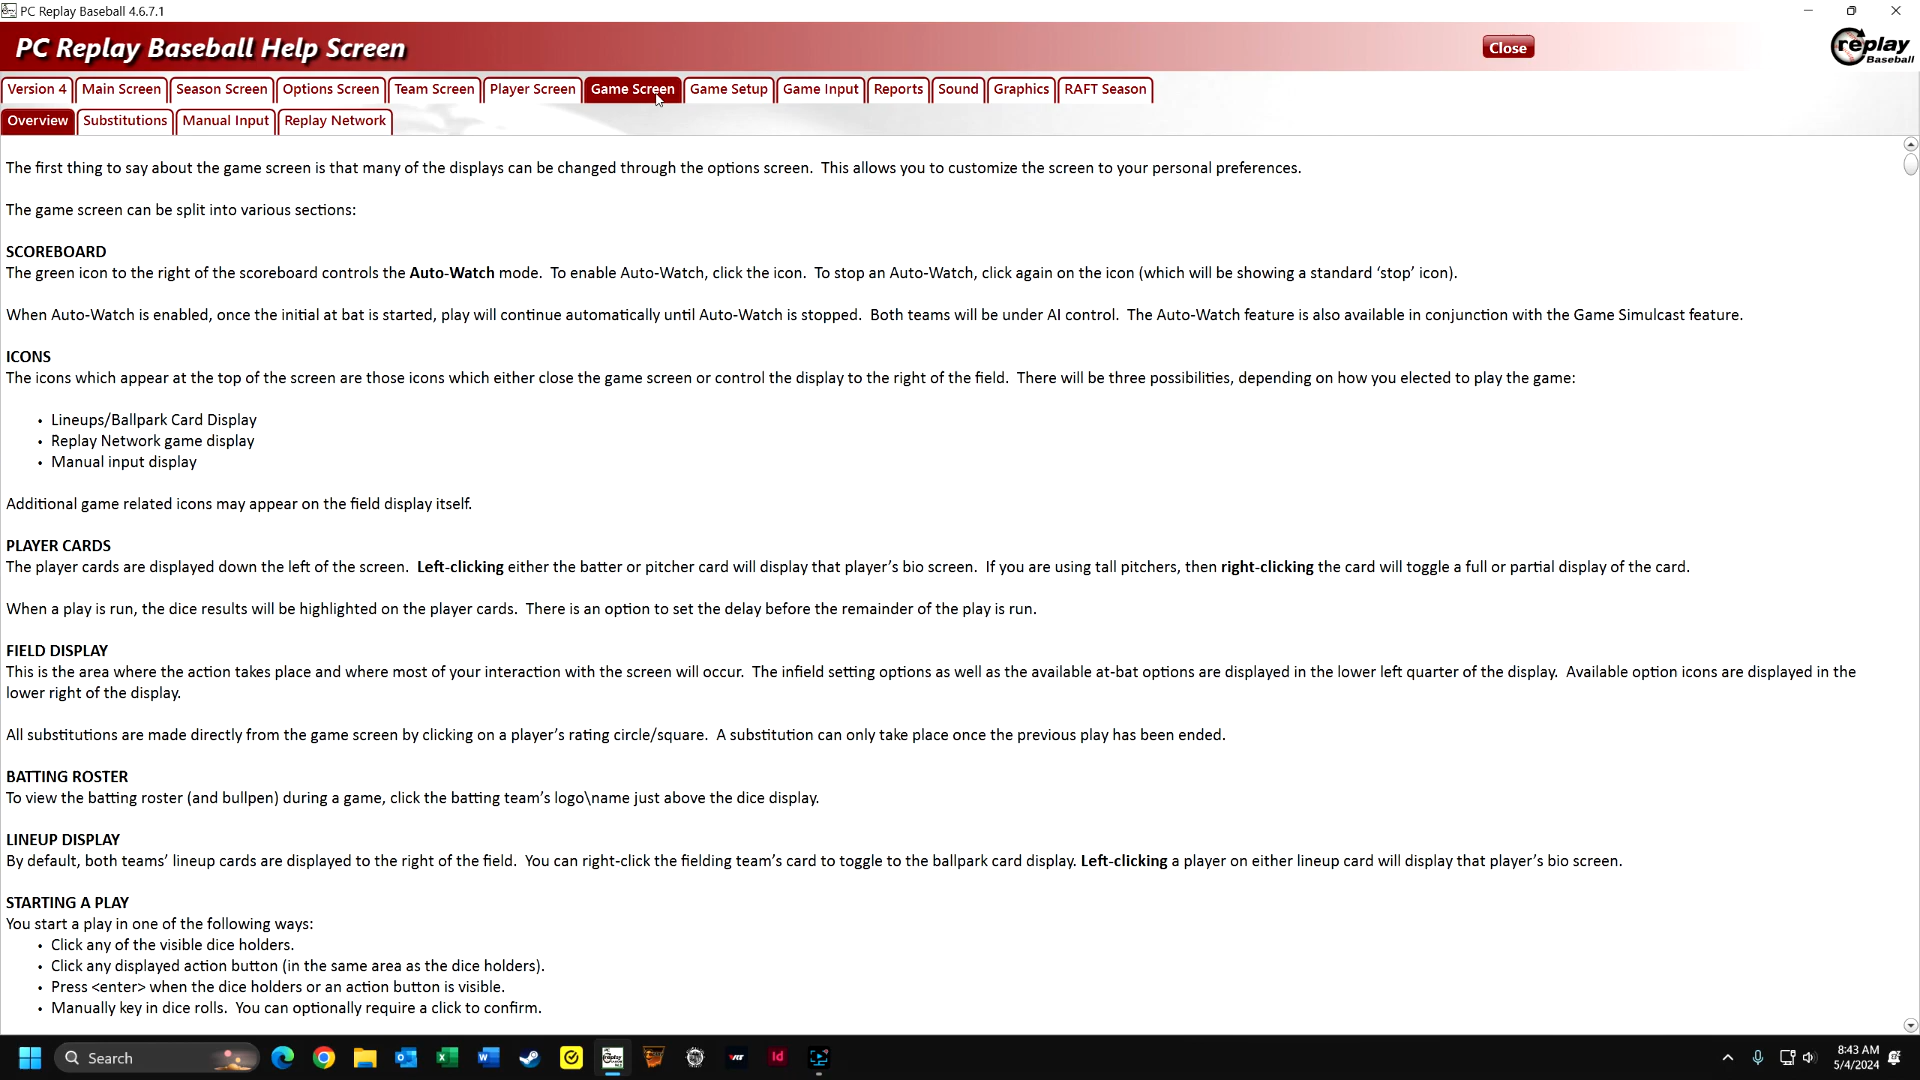 PC Replay Baseball 4.6.7.1
PC Replay Baseball Help Screen
Close
replay
Baseball
Version 4 Main Screen Season Screen Options Screen Team Screen Player Screen Game Screen Game Setup Game Input Reports Sound Graphics RAFT Season
Overview Substitutions Manual Input Replay Network
The first thing to say about the game screen is that many of the displays can be changed through the options screen. This allows you to customize the screen to your personal preferences.
The game screen can be split into various sections:
SCOREBOARD
The green icon to the right of the scoreboard controls the Auto-Watch mode. To enable Auto-Watch, click the icon. To stop an Auto-Watch, click again on the icon (which will be showing a standard ‘stop’ icon).
When Auto-Watch is enabled, once the initial at bat is started, play will continue automatically until Auto-Watch is stopped. Both teams will be under AI control. The Auto-Watch feature is also available in conjunction with the Game Simulcast feature.
ICONS
The icons which appear at the top of the screen are those icons which either close the game screen or control the display to the right of the field. There will be three possibilities, depending on how you elected to play the game:
• Lineups/Ballpark Card Display
• Replay Network game display
• Manual input display
Additional game related icons may appear on the field display itself.
PLAYER CARDS
The player cards are displayed down the left of the screen. Left-clicking either the batter or pitcher card will display that player’s bio screen. If you are using tall pitchers, then right-clicking the card will toggle a full or partial display of the card.
When a play is run, the dice results will be highlighted on the player cards. There is an option to set the delay before the remainder of the play is run.
FIELD DISPLAY
This is the area where the action takes place and where most of your interaction with the screen will occur. The infield setting options as well as the available at-bat options are displayed in the lower left quarter of the display. Available option icons are displayed in the
lower right of the display.
All substitutions are made directly from the game screen by clicking on a player’s rating circle/square. A substitution can only take place once the previous play has been ended.
BATTING ROSTER
To view the batting roster (and bullpen) during a game, click the batting team’s logo\name just above the dice display.
LINEUP DISPLAY
By default, both teams’ lineup cards are displayed to the right of the field. You can right-click the fielding team’s card to toggle to the ballpark card display. Left-clicking a player on either lineup card will display that player’s bio screen.
STARTING A PLAY
You start a play in one of the following ways:
• Click any of the visible dice holders.
• Click any displayed action button (in the same area as the dice holders).
• Press <enter> when the dice holders or an action button is visible.
• Manually key in dice rolls. You can optionally require a click to confirm.
Search
Id
8:43 AM
5/4/2024